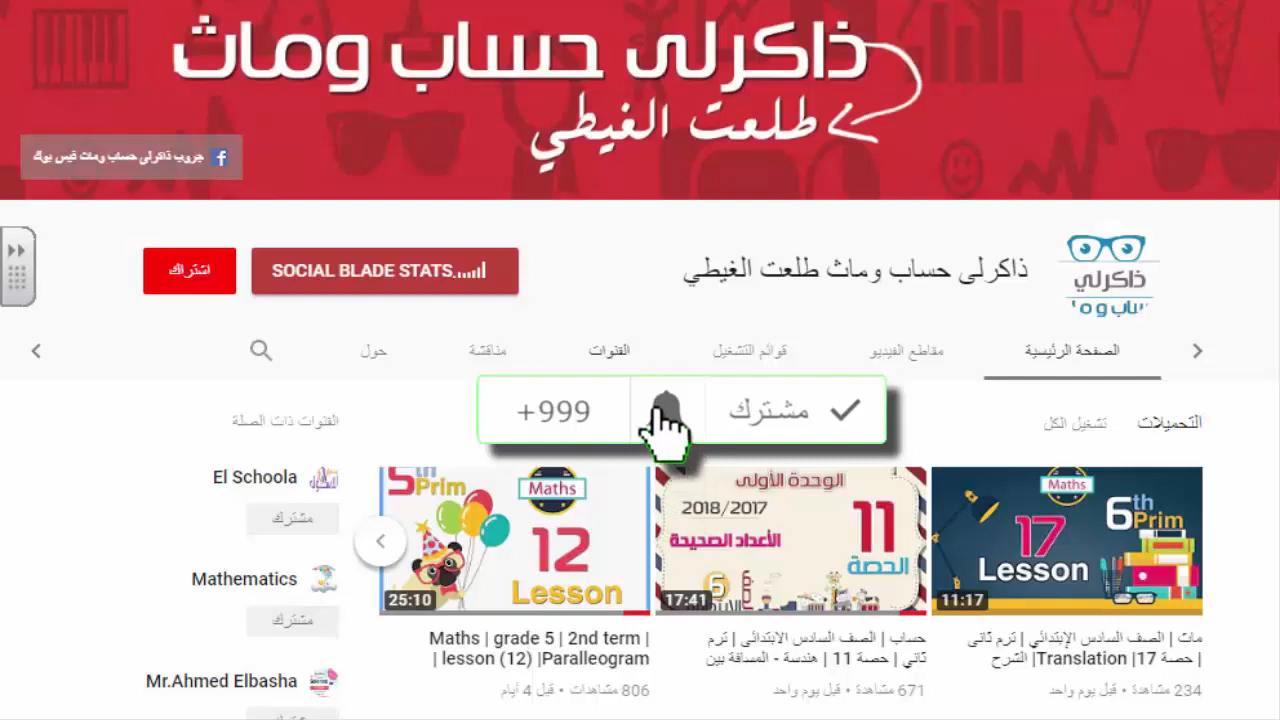 ذاكرلى حساب وماث
طلعت الغيطي
جروب ذاكرلى حساب وماث فيس بوك
ذاكرلى حساب وماث طلعت الغيطي
SOCIAL BLADE STATS
اشتراك
ذاكرلي
الصفحة الرئيسية
مقاطع الفيديو
قوائم التشغيل
القنوات
مناقشة
حول
مشترك
+999
التحميلات
تشغيل الكل
القنوات ذات الصلة
Maths
6th
Prim
17
Lesson
11:17
ماث | الصف السادس الإبتدائي | ترم ثاني
| حصة 17| Translation| الشرح
234 مشاهدة • قبل يوم واحد
الوحدة الأولى
2018/2017
11
الأعداد الصحيحة
الحصة
6
17:41
حساب | الصف السادس الابتدائى | ترم
ثاني | حصة 11 | هندسة - المسافة بين
671 مشاهدة • قبل يوم واحد
5th
Prim
Maths
12
Lesson
25:10
Maths | grade 5 | 2nd term |
| lesson (12) |Paralleogram
806 مشاهدات • قبل 4 أيام
El Schoola
مشترك
Mathematics
مشترك
Mr.Ahmed Elbasha